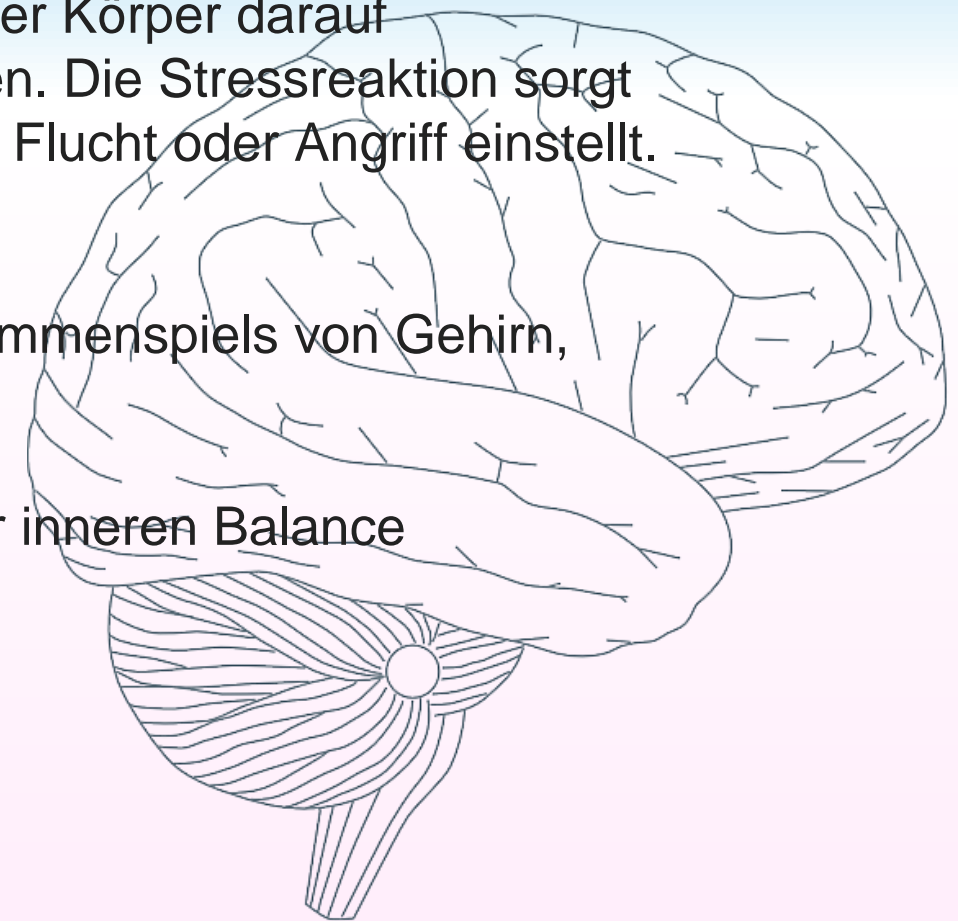 er Körper darauf
en. Die Stressreaktion sorgt
Flucht oder Angriff einstellt.
mmenspiels von Gehirn,
r inneren Balance